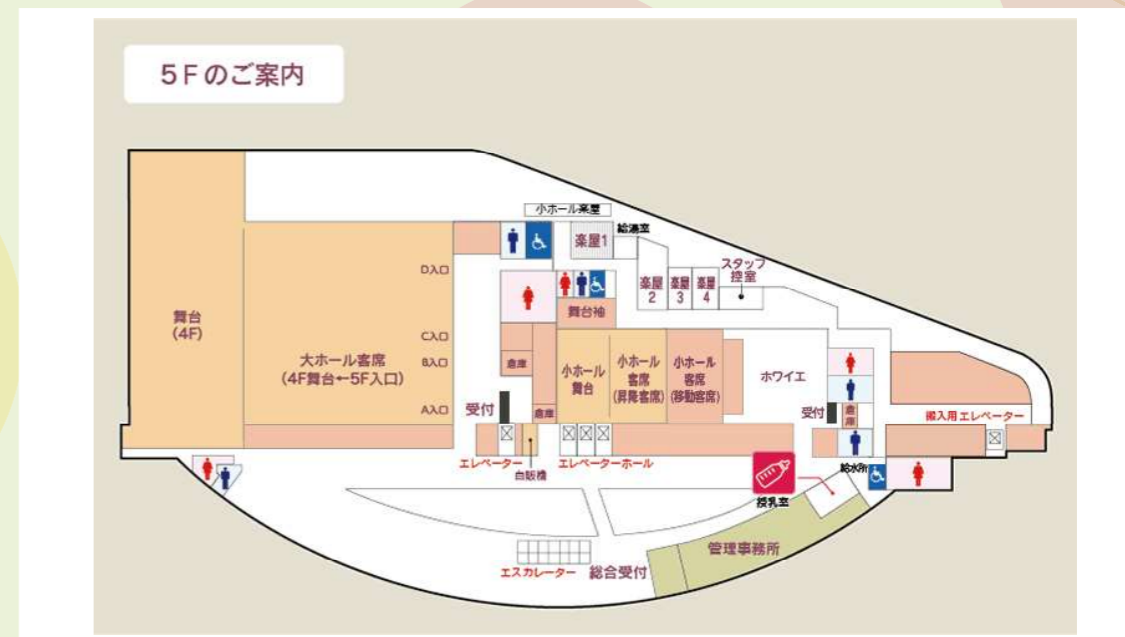 5Fのご案内
小ホール楽屋
給湯室
楽屋1
スタッフ
控室
D入口
楽屋
2
楽屋
3
楽屋
4
舞台袖
舞台
(4F)
C入口
大ホール客席
(4F舞台←5F入口)
B入口
倉庫
小ホール
舞台
小ホール
客席
(昇降客席)
小ホール
客席
(移動客席)
ホワイエ
A入口
受付
倉庫
受付
倉
庫
搬入用エレベーター
エレベーター
自販機
エレベーターホール
給水所
授乳室
管理事務所
エスカレーター
総合受付